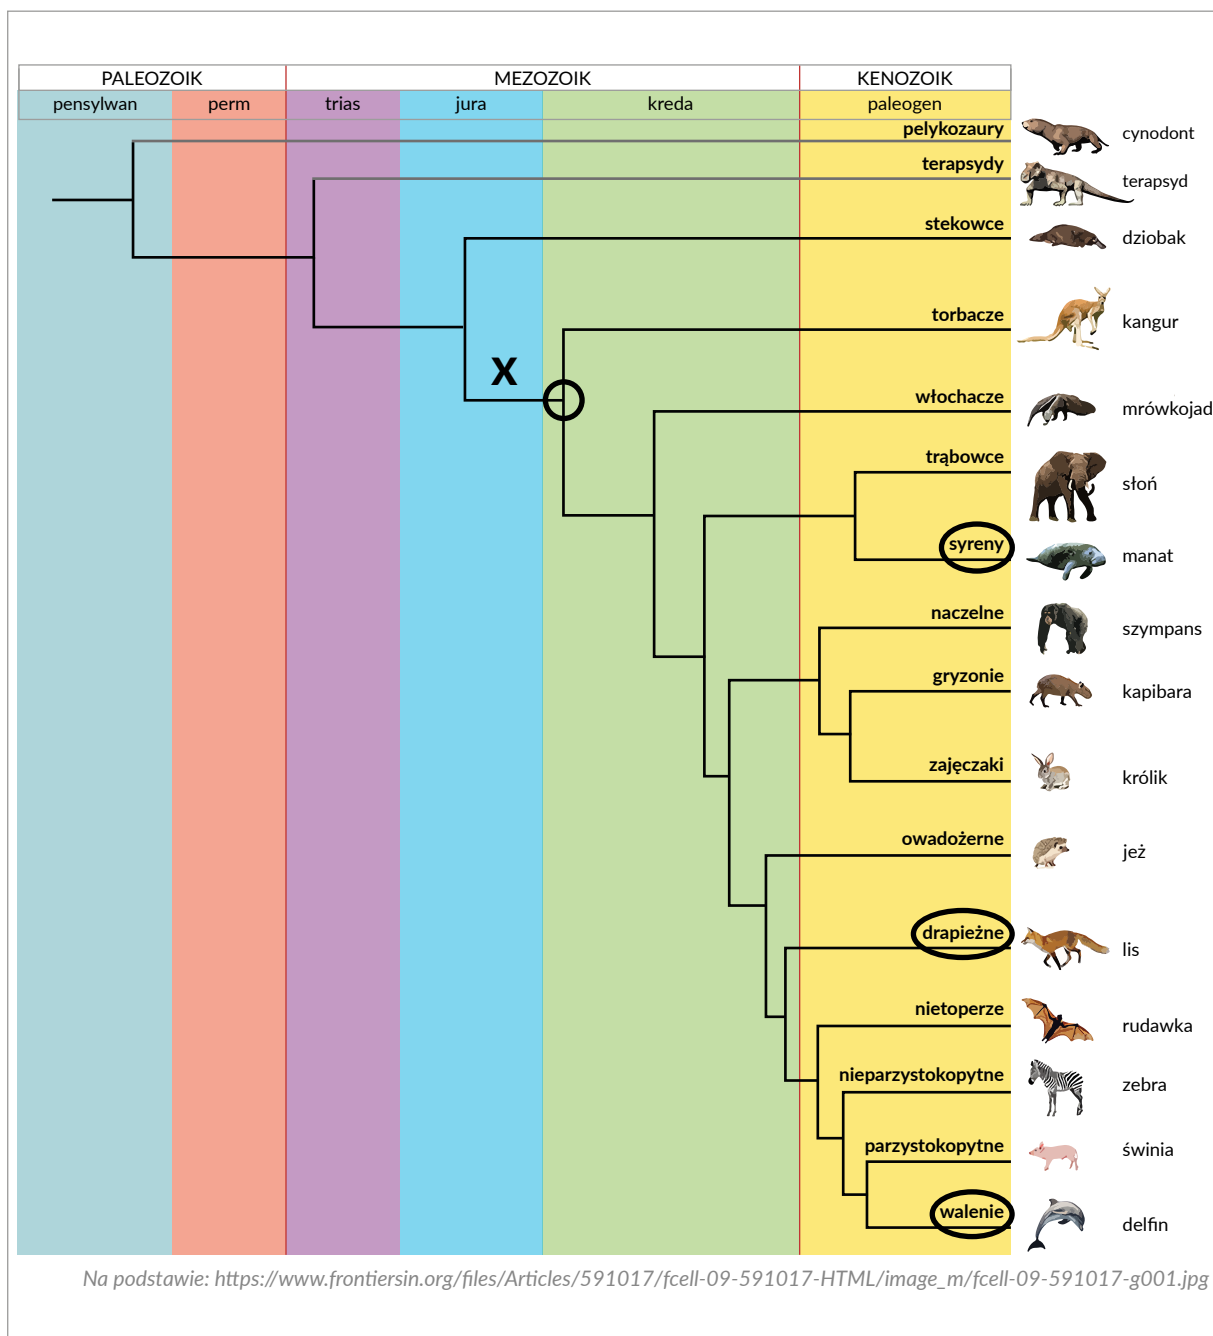 PALEOZOIK MEZOZOIK KENOZOIK
pensylwan perm trias jura kreda paleogen
pelykozaury cynodont
terapsydy terapsyd
stekowce dziobak
torbacze kangur
X
włochacze mrówkojad
trąbowce słoń
syreny manat
naczelne szympans
gryzonie kapibara
zajęczaki królik
owadożerne jeż
drapieżne lis
nietoperze rudawka
nieparzystokopytne zebra
parzystokopytne świnia
walenie delfin
Na podstawie: https://www.frontiersin.org/files/Articles/591017/fcell-09-591017-HTML/image_m/fcell-09-591017-g001.jpg